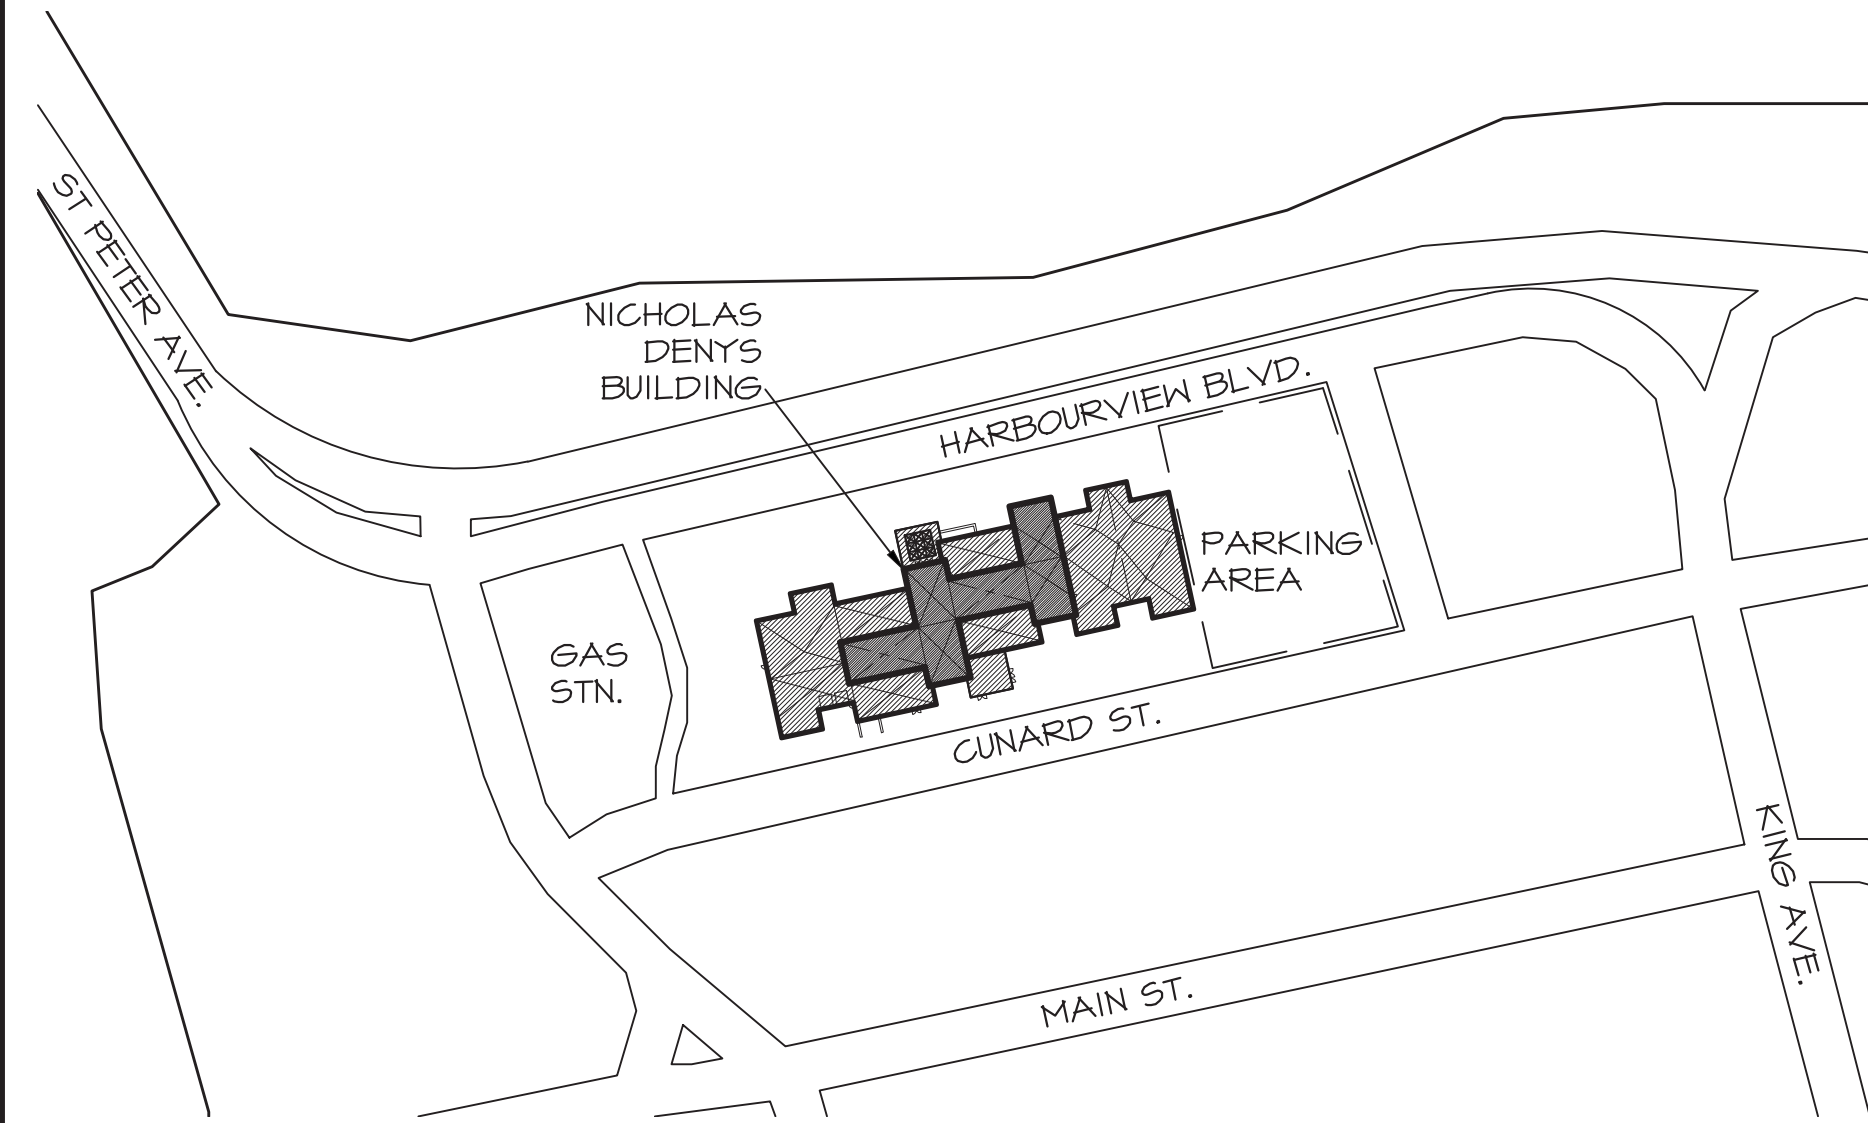 ST PETER AVE.
NICHOLAS
DENYS
BUILDING
HARBOURVIEW BLVD.
PARKING
AREA
GAS
STN.
CUNARD ST.
KING AVE.
MAIN ST.